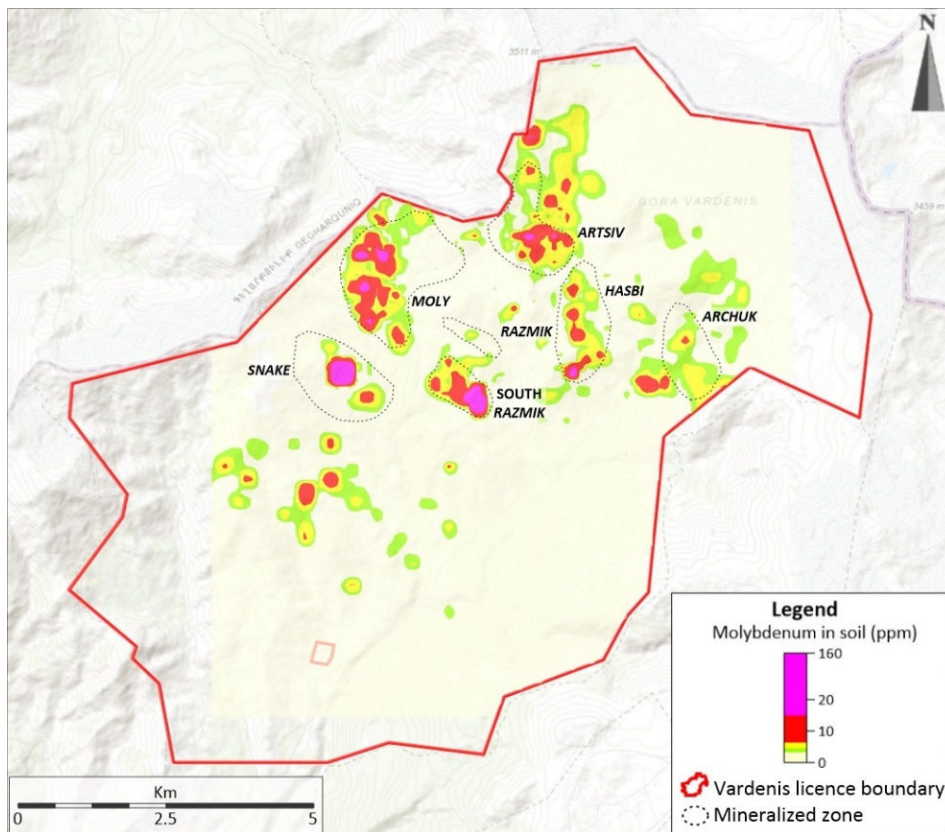 3511 m
N
GEGHARQUNIQ
GORA VARDENIS
3459 m
ARTSIV
MOLY
HASBI
RAZMIK
ARCHUK
SNAKE
SOUTH
RAZMIK
Legend
Molybdenum in soil (ppm)
160
20
10
0
Vardenis licence boundary
Mineralized zone
Km
0 2.5 5